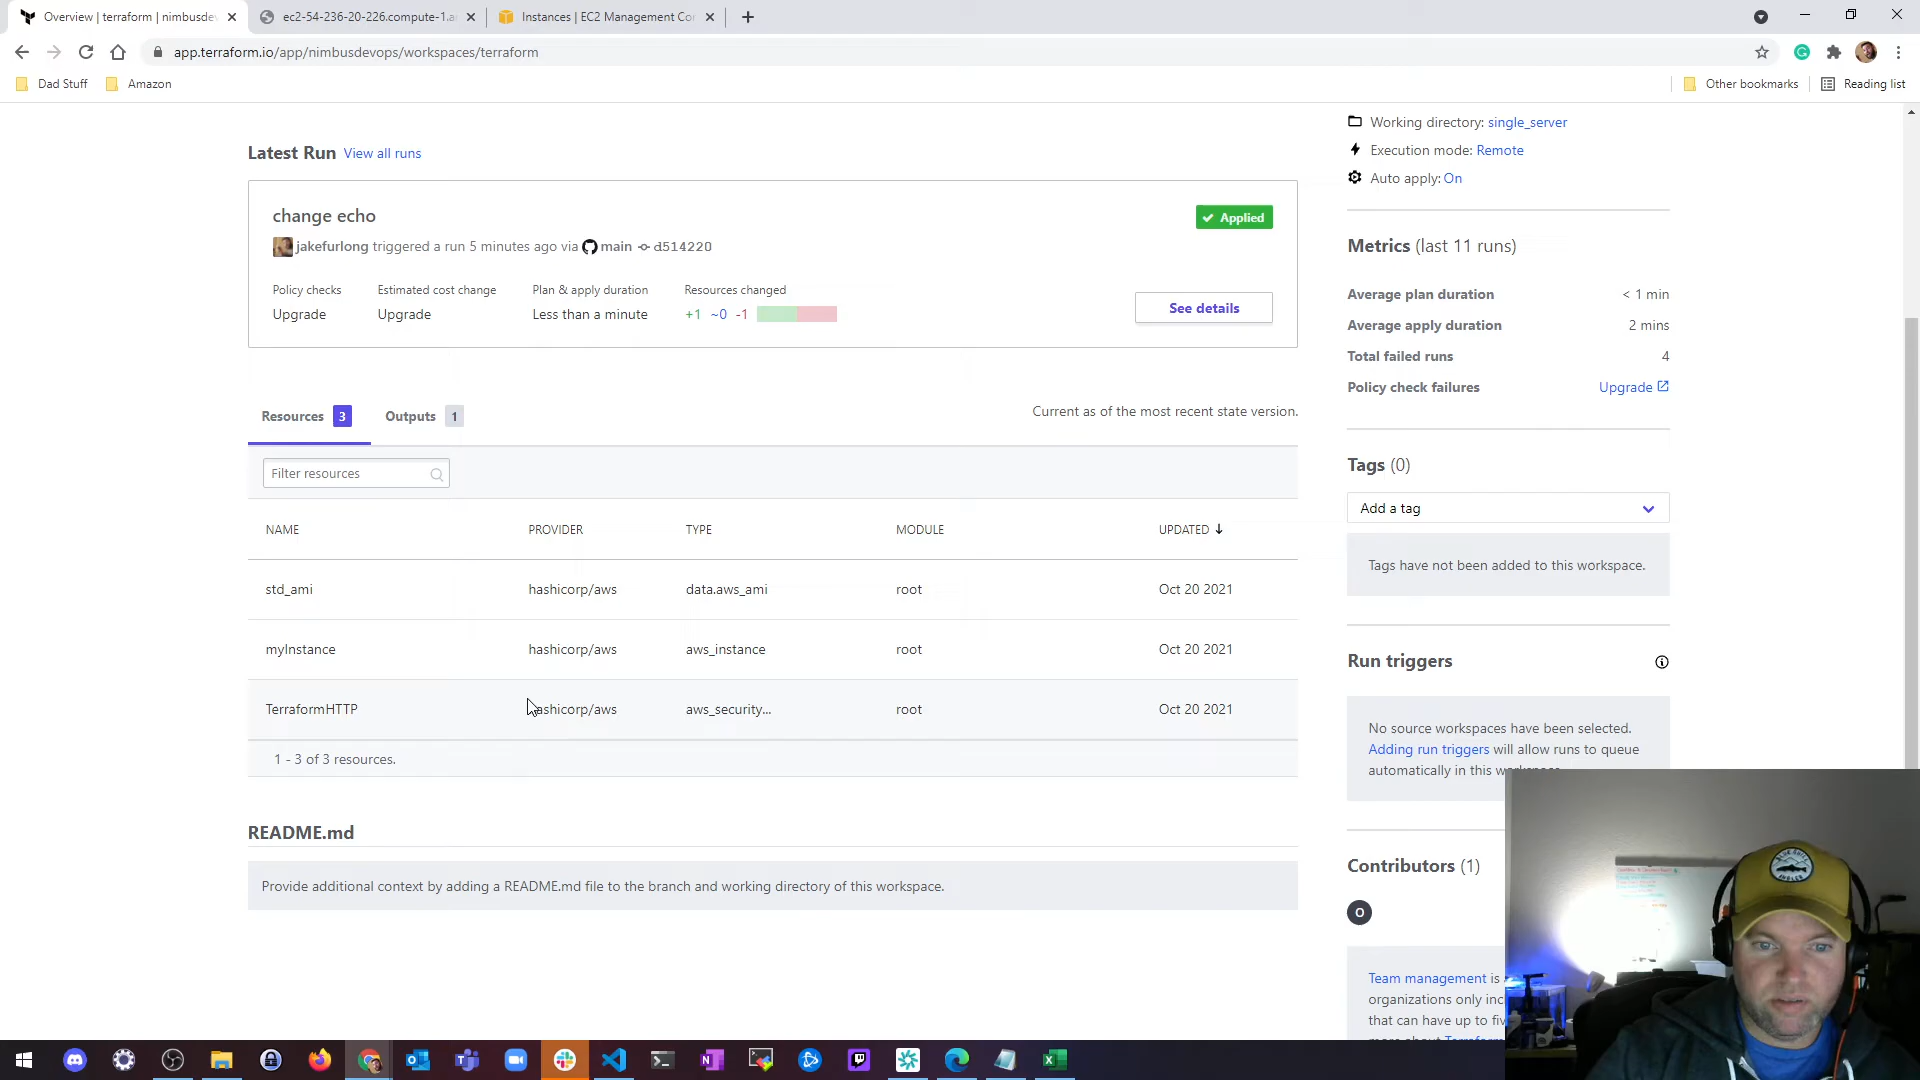 Overview | terraform | nimbusdev
ec2-54-236-20-226.compute-1.a
Instances | EC2 Management Co
app.terraform.io/app/nimbusdevops/workspaces/terraform
Dad Stuff
Amazon
Other bookmarks
Reading list
Latest Run View all runs
change echo
Applied
jakefurlong triggered a run 5 minutes ago via main d514220
Policy checks Estimated cost change Plan & apply duration Resources changed
Upgrade Upgrade Less than a minute +1 ~0 -1
See details
Resources 3 Outputs 1
Current as of the most recent state version.
Filter resources
NAME PROVIDER TYPE MODULE UPDATED
std_ami hashicorp/aws data.aws_ami root Oct 20 2021
myInstance hashicorp/aws aws_instance root Oct 20 2021
TerraformHTTP hashicorp/aws aws_security... root Oct 20 2021
1 - 3 of 3 resources.
README.md
Provide additional context by adding a README.md file to the branch and working directory of this workspace.
Working directory: single_server
Execution mode: Remote
Auto apply: On
Metrics (last 11 runs)
Average plan duration < 1 min
Average apply duration 2 mins
Total failed runs 4
Policy check failures Upgrade
Tags (0)
Add a tag
Tags have not been added to this workspace.
Run triggers
No source workspaces have been selected.
Adding run triggers will allow runs to queue
automatically in this workspace.
Contributors (1)
O
Team management is
organizations only inc
that can have up to fiv
more about Terraform